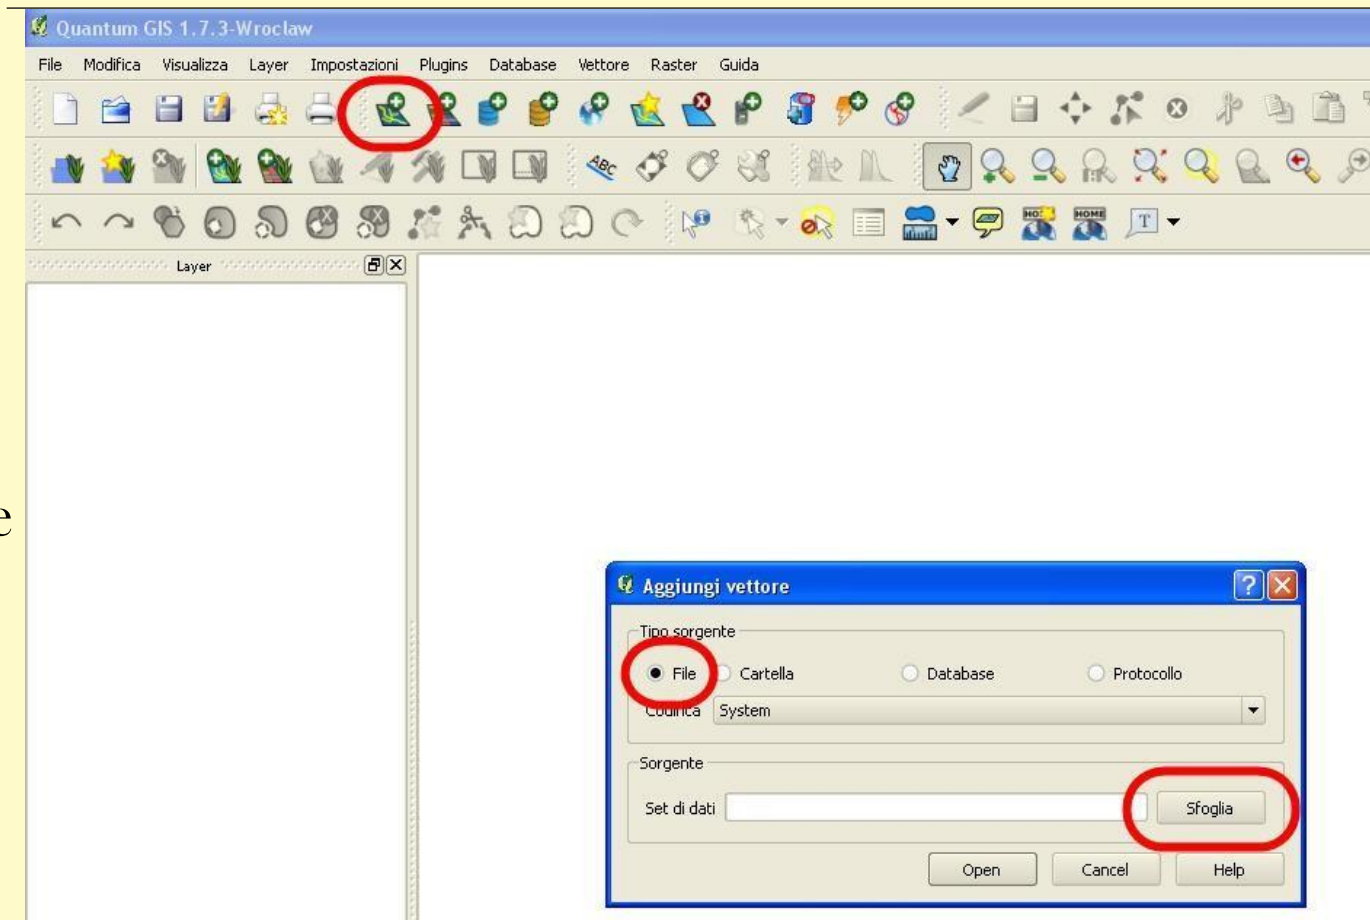 Quantum GIS 1.7.3-Wroclaw
File Modifica Visualizza Layer Impostazioni Plugins Database Vettore Raster Guida
ABC
HOME
T
Layer
e
Aggiungi vettore
Tipo sorgente
File Cartella Database Protocollo
Codifica System
Sorgente
Set di dati Sfoglia
Open Cancel Help